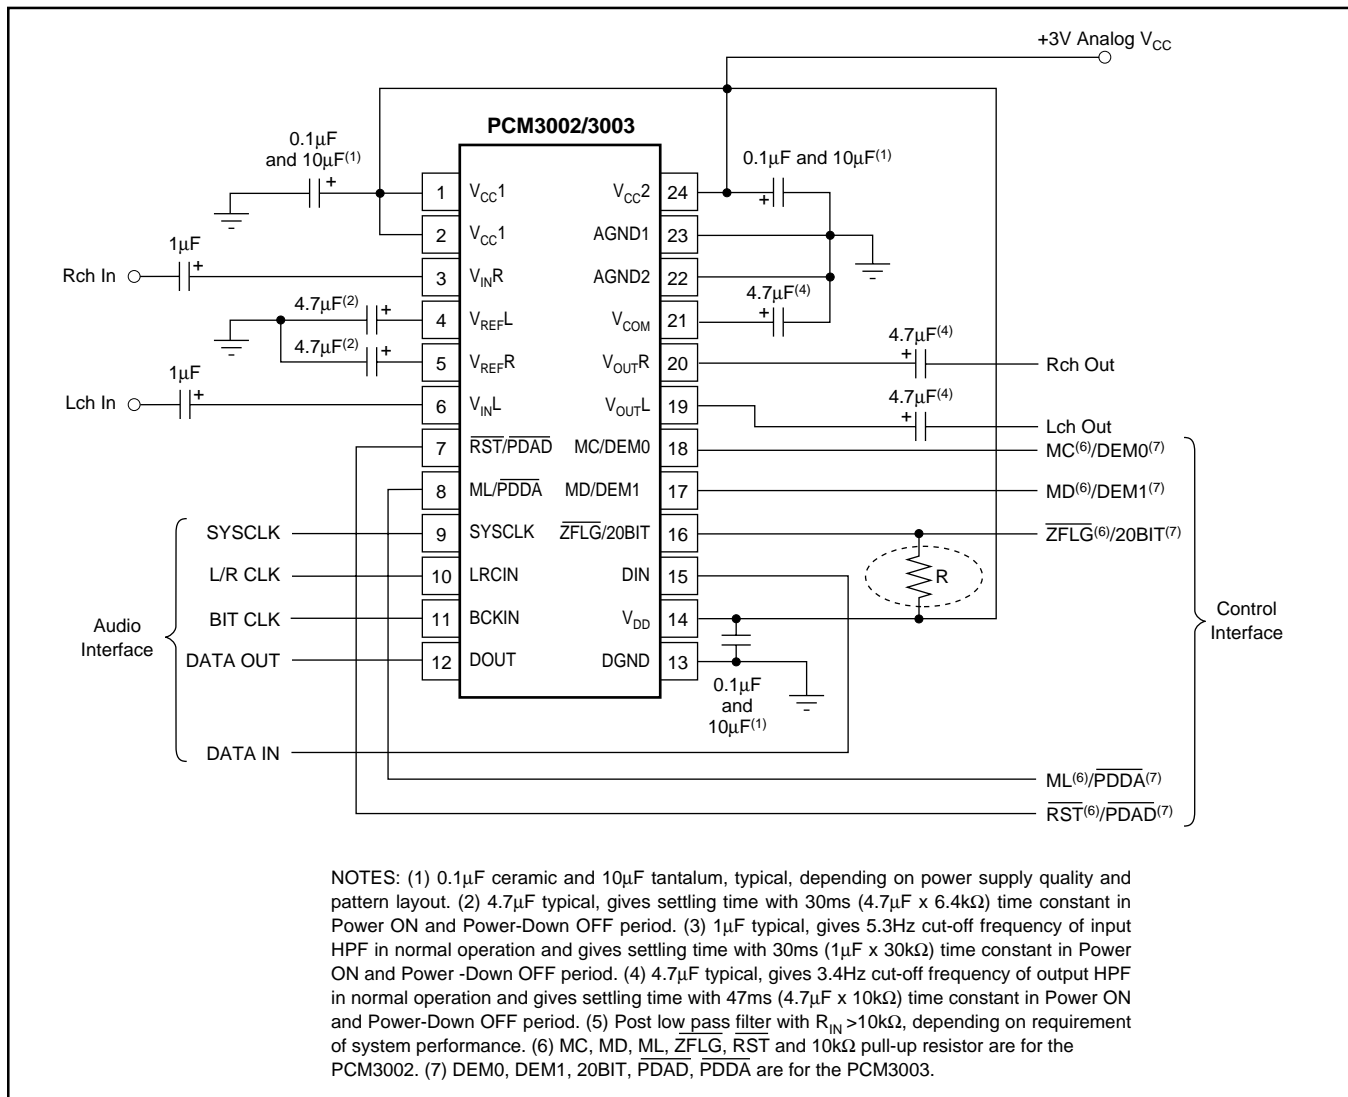 +3V Analog VCC
PCM3002/3003
0.1µF
and 10µF(1)
0.1µF and 10µF(1)
1 VCC1
VCC2 24
2 VCC1
AGND1 23
1µF
Rch In
+
3 VINR
AGND2 22
4.7µF(2)
+
4 VREFL
VCOM 21
4.7µF(4)
+
4.7µF(2)
+
5 VREFR
VOUTR 20
4.7µF(4)
+
Rch Out
1µF
Lch In
+
6 VINL
VOUTL 19
4.7µF(4)
+
Lch Out
7 RST/PDAD
MC/DEM0 18
MC(6)/DEM0(7)
8 ML/PDDA
MD/DEM1 17
MD(6)/DEM1(7)
SYSCLK
9 SYSCLK
ZFLG/20BIT 16
ZFLG(6)/20BIT(7)
L/R CLK
10 LRCIN
DIN 15
R
BIT CLK
11 BCKIN
VDD 14
Audio
Interface
Control
Interface
DATA OUT
12 DOUT
DGND 13
0.1µF
and
10µF(1)
DATA IN
ML(6)/PDDA(7)
RST(6)/PDAD(7)
NOTES: (1) 0.1µF ceramic and 10µF tantalum, typical, depending on power supply quality and
pattern layout. (2) 4.7µF typical, gives settling time with 30ms (4.7µF x 6.4kΩ) time constant in
Power ON and Power-Down OFF period. (3) 1µF typical, gives 5.3Hz cut-off frequency of input
HPF in normal operation and gives settling time with 30ms (1µF x 30kΩ) time constant in Power
ON and Power -Down OFF period. (4) 4.7µF typical, gives 3.4Hz cut-off frequency of output HPF
in normal operation and gives settling time with 47ms (4.7µF x 10kΩ) time constant in Power ON
and Power-Down OFF period. (5) Post low pass filter with RIN >10kΩ, depending on requirement
of system performance. (6) MC, MD, ML, ZFLG, RST and 10kΩ pull-up resistor are for the
PCM3002. (7) DEM0, DEM1, 20BIT, PDAD, PDDA are for the PCM3003.